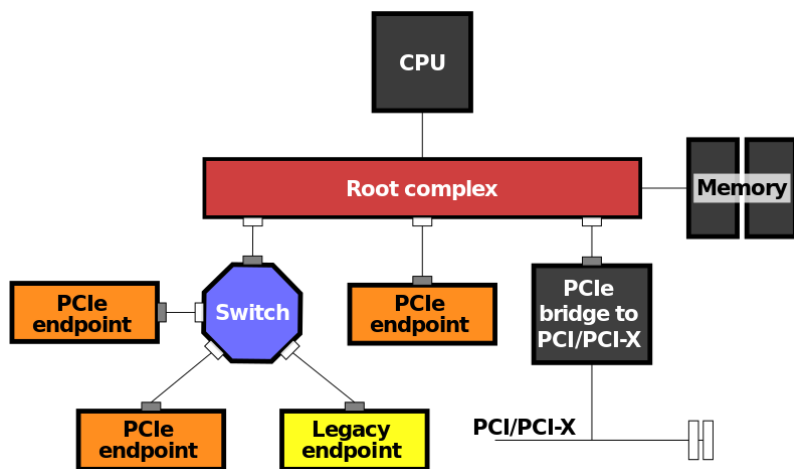 CPU
Root complex
Memory
PCIe
endpoint
Switch
PCIe
endpoint
PCIe
bridge to
PCI/PCI-X
PCIe
endpoint
Legacy
endpoint
PCI/PCI-X